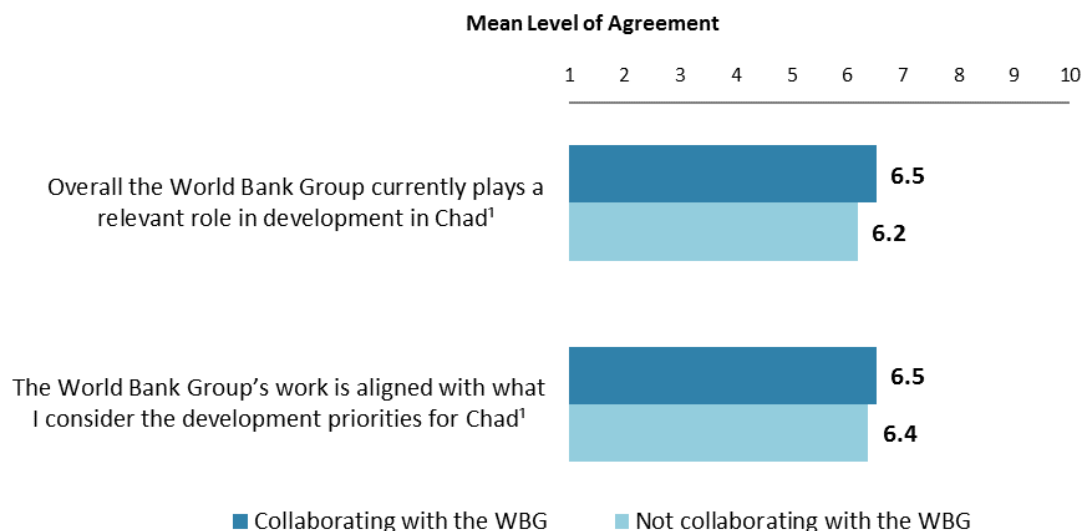 Mean Level of Agreement
1 2 3 4 5 6 7 8 9 10
Overall the World Bank Group currently plays a
relevant role in development in Chad¹
6.5
6.2
The World Bank Group’s work is aligned with what
I consider the development priorities for Chad¹
6.5
6.4
Collaborating with the WBG Not collaborating with the WBG